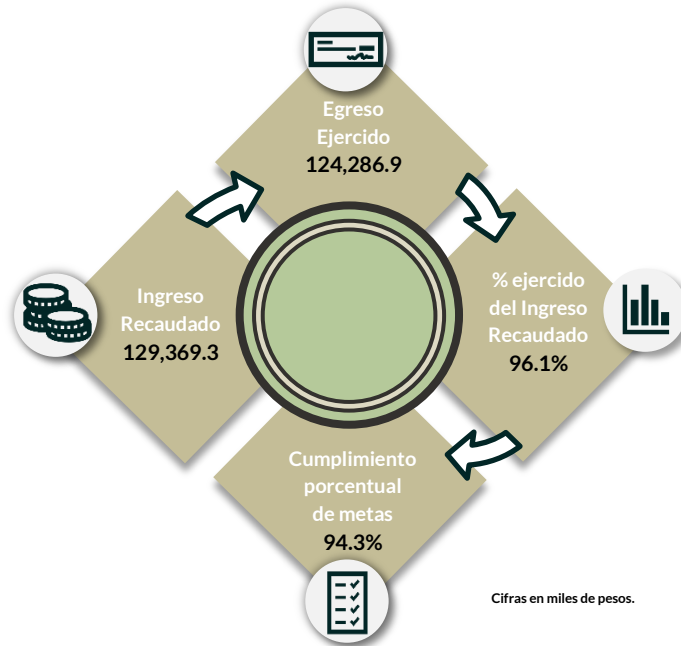 Egreso
Ejercido
124,286.9
Ingreso
Recaudado
129,369.3
% ejercido
del Ingreso
Recaudado
96.1%
Cumplimiento
porcentual
de metas
94.3%
Cifras en miles de pesos.